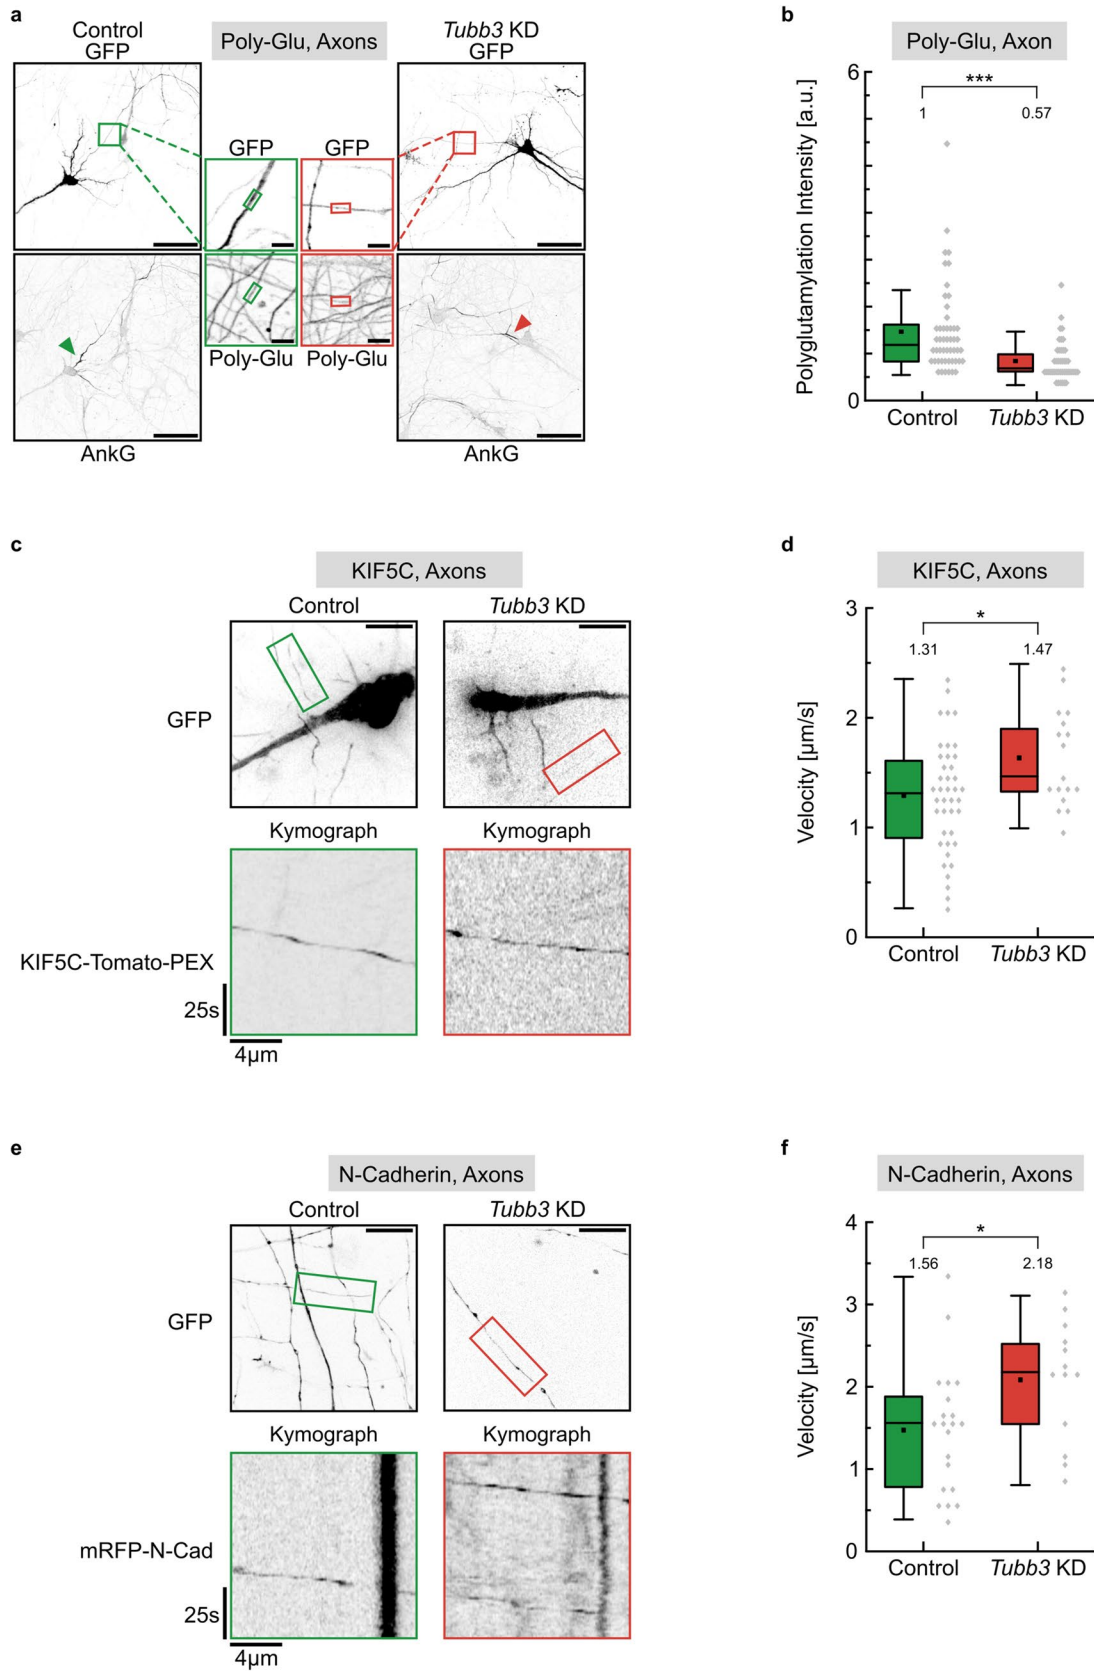 a
Control
GFP
Poly-Glu, Axons
Tubb3 KD
GFP
GFP
GFP
Poly-Glu
Poly-Glu
AnkG
AnkG
b
Poly-Glu, Axon
Polyglutamylation Intensity [a.u.]
6
0
***
1
0.57
Control
Tubb3 KD
c
KIF5C, Axons
Control
Tubb3 KD
GFP
Kymograph
Kymograph
KIF5C-Tomato-PEX
25s
4µm
d
KIF5C, Axons
Velocity [µm/s]
3
2
1
0
*
1.31
1.47
Control
Tubb3 KD
e
N-Cadherin, Axons
Control
Tubb3 KD
GFP
Kymograph
Kymograph
mRFP-N-Cad
25s
4µm
f
N-Cadherin, Axons
Velocity [µm/s]
4
3
2
1
0
*
1.56
2.18
Control
Tubb3 KD